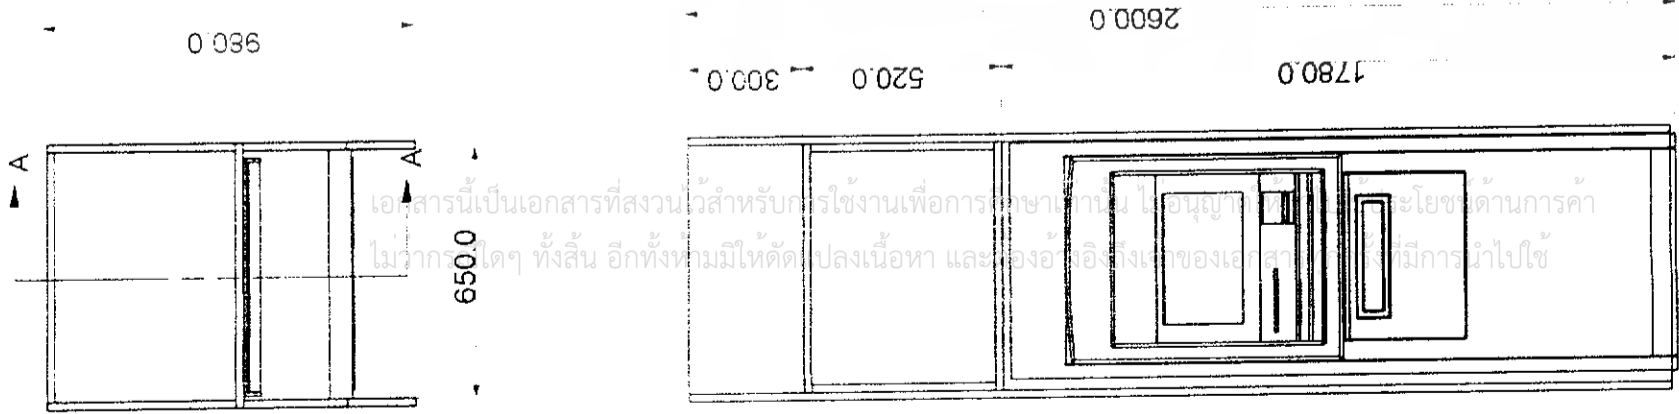 980.0
2600.0
300.0
520.0
1780.0
A
A
650.0
เอกสารนี้เป็นเอกสารที่สงวนไว้สำหรับการใช้งานเพื่อการศึกษาเท่านั้น ไม่อนุญาตให้นำไปใช้ประโยชน์ด้านการค้า
ไม่ว่ากรณีใดๆ ทั้งสิ้น อีกทั้งห้ามมิให้ดัดแปลงเนื้อหา และต้องอ้างอิงถึงเจ้าของเอกสารทุกครั้งที่มีการนำไปใช้